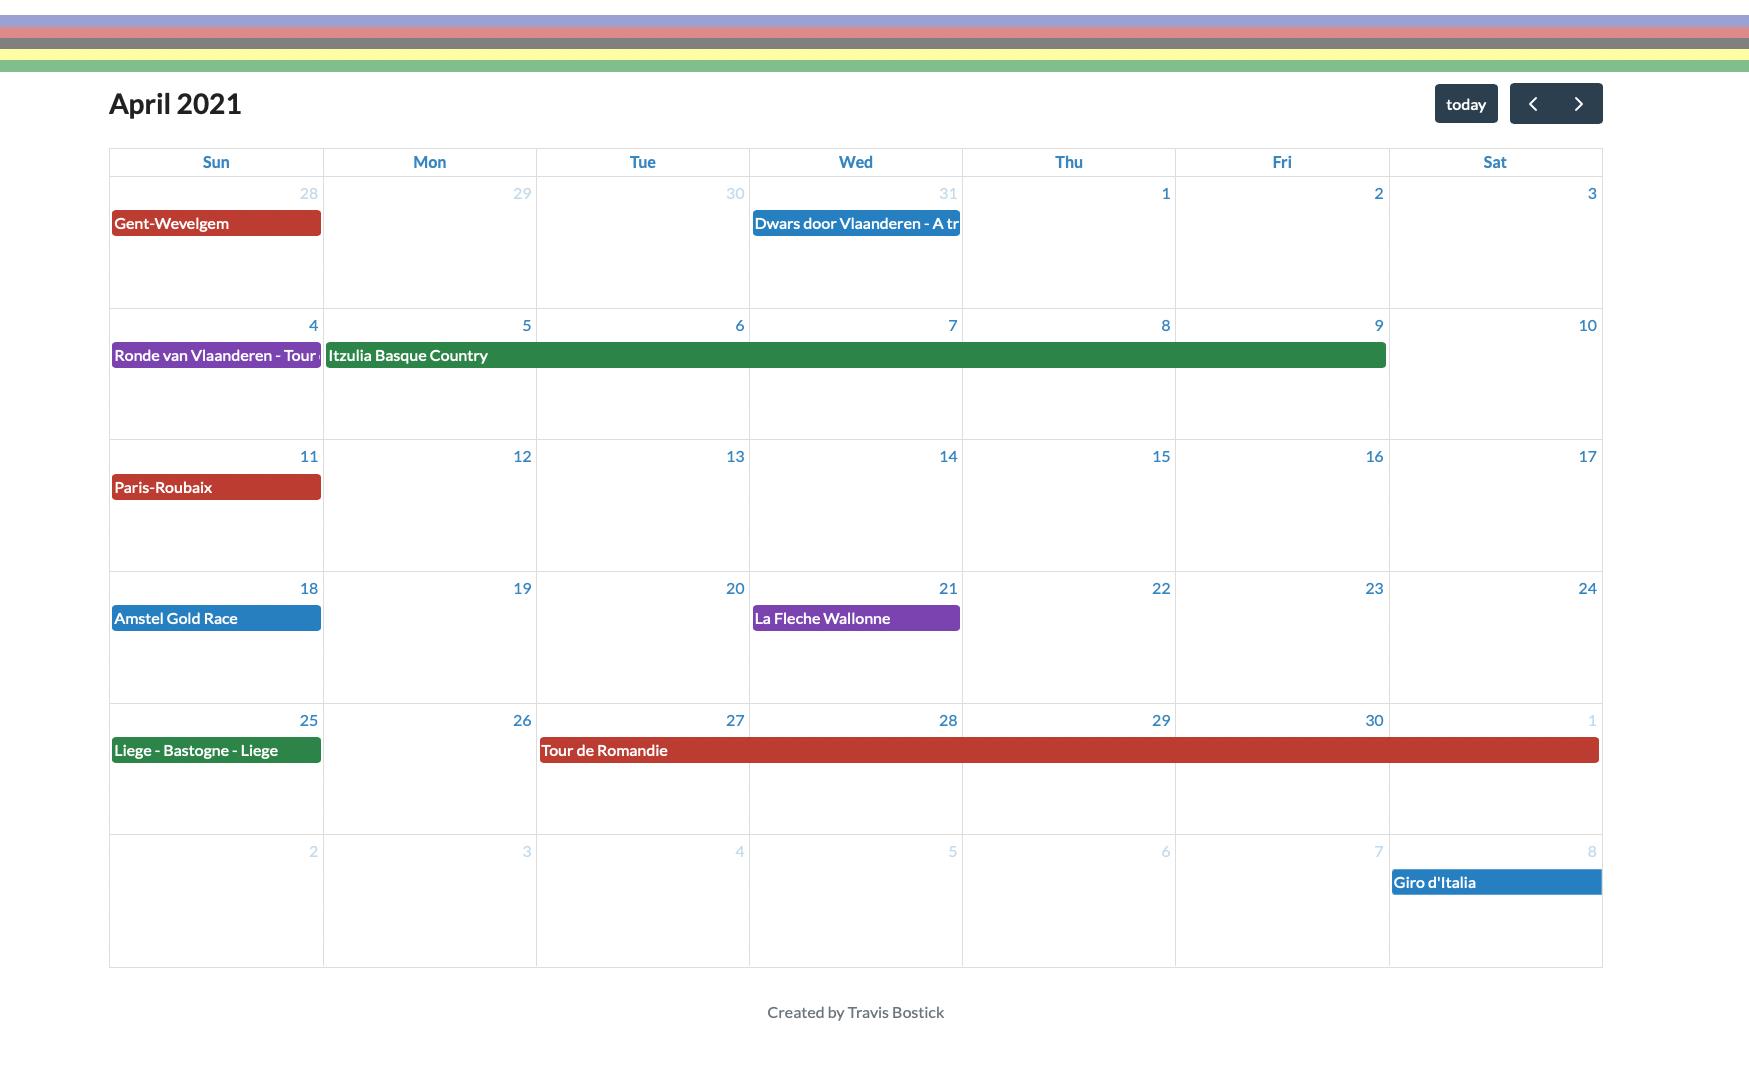 April 2021
today
Sun Mon Tue Wed Thu Fri Sat
28 29 30 31 1 2 3
Gent-Wevelgem Dwars door Vlaanderen - A tr
4 5 6 7 8 9 10
Ronde van Vlaanderen - Tour Itzulia Basque Country
11 12 13 14 15 16 17
Paris-Roubaix
18 19 20 21 22 23 24
Amstel Gold Race La Fleche Wallonne
25 26 27 28 29 30 1
Liege - Bastogne - Liege Tour de Romandie
2 3 4 5 6 7 8
Giro d'Italia
Created by Travis Bostick